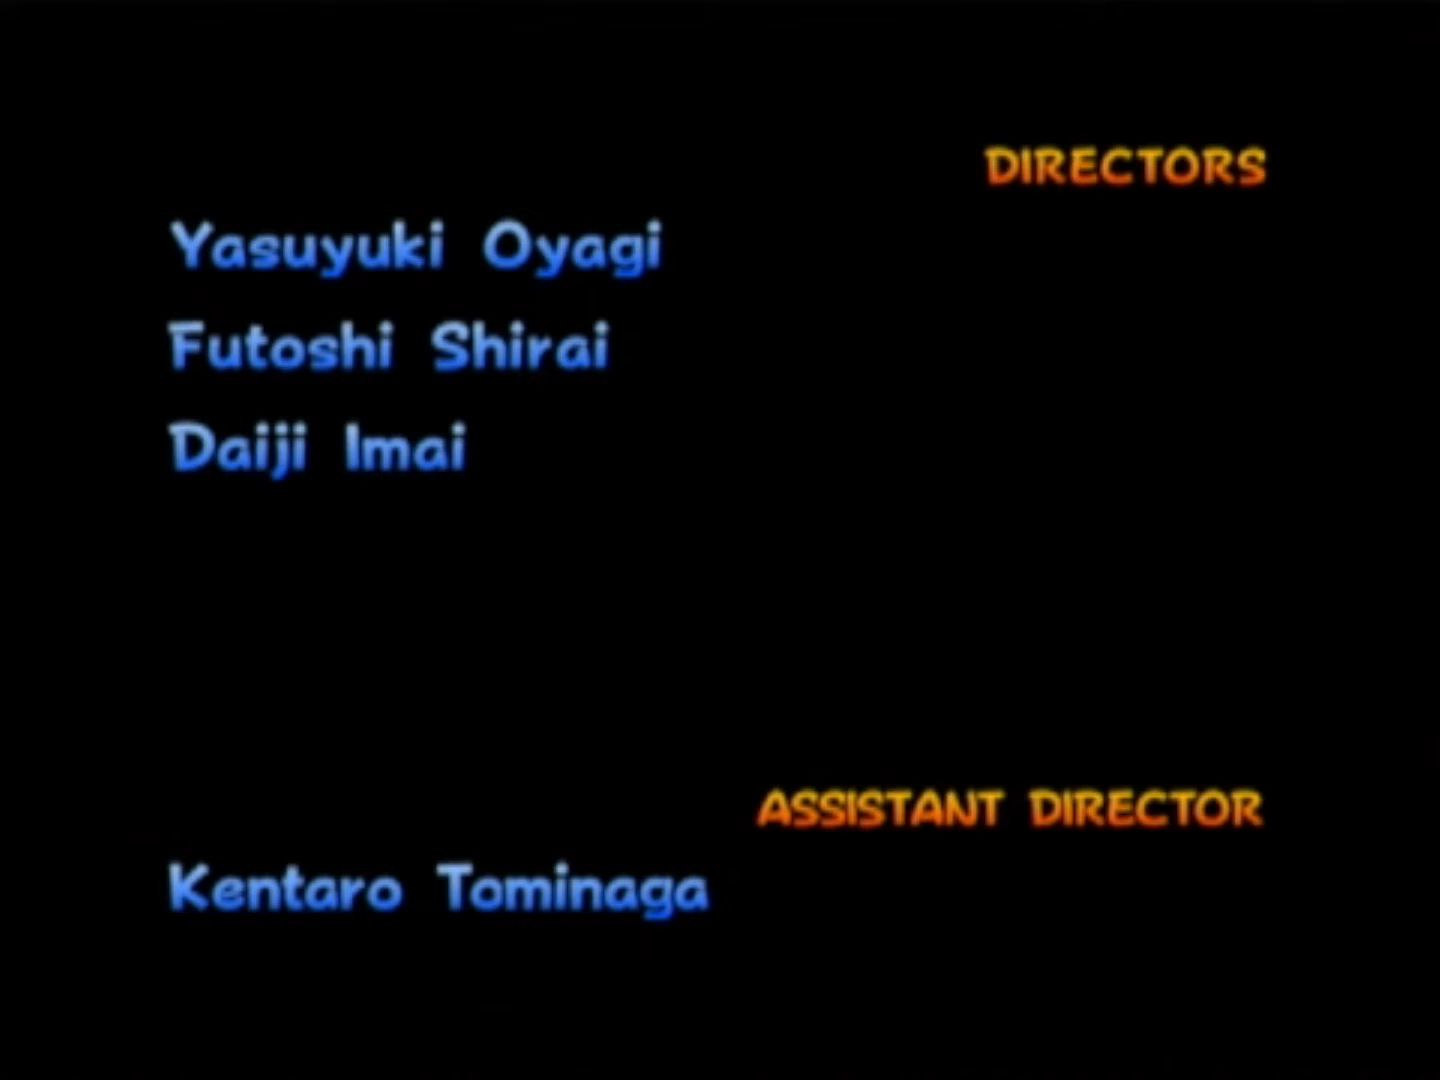 DIRECTORS
Yasuyuki Oyagi
Futoshi Shirai
Daiji Imai
ASSISTANT DIRECTOR
Kentaro Tominaga